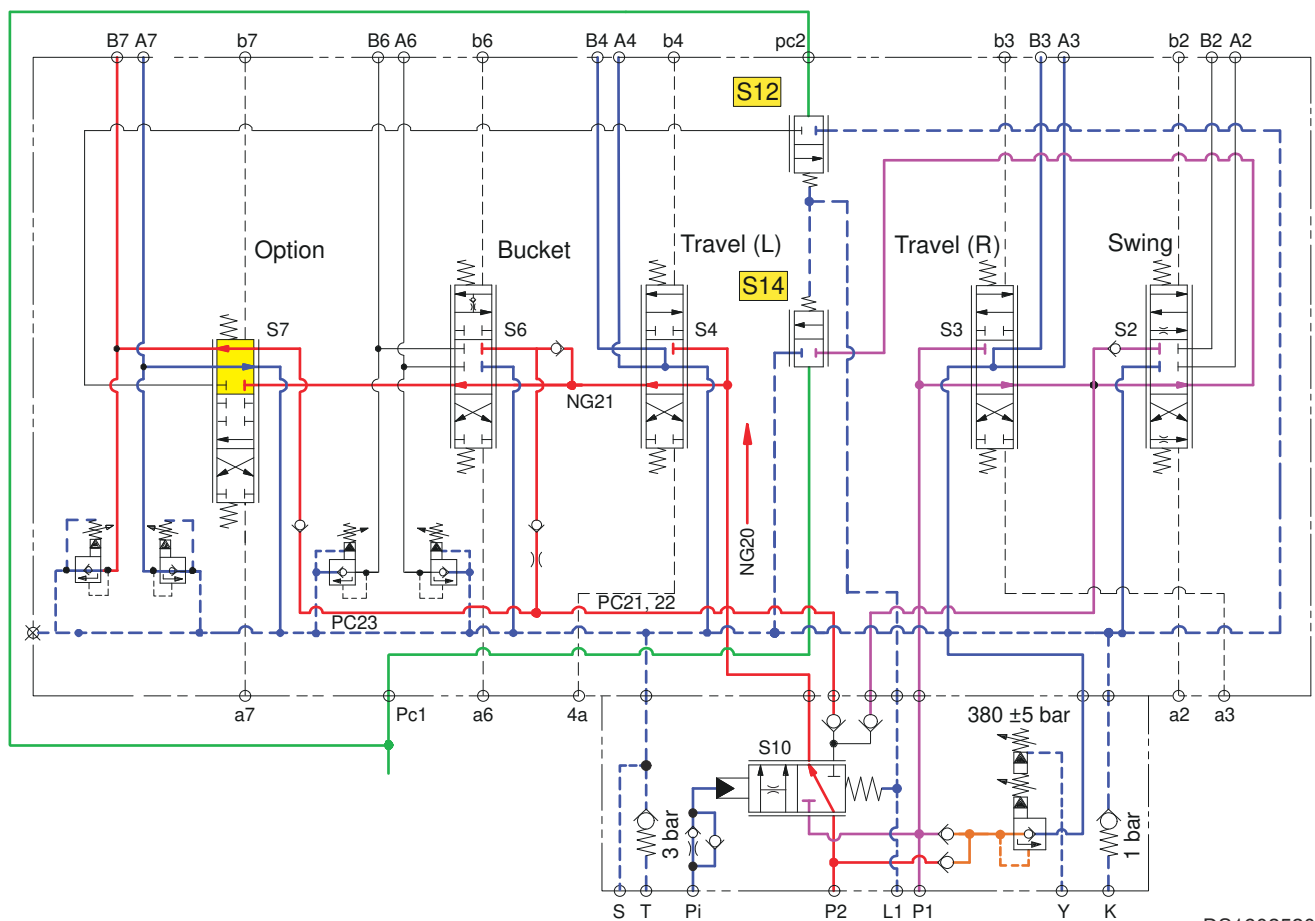 B7 A7 b7 B6 A6 b6 B4 A4 b4 pc2 b3 B3 A3 b2 B2 A2
S12
Option Bucket Travel (L) Travel (R) Swing
S14
S7 S6 S4 S3 S2
NG21
NG20
PC21, 22
PC23
a7 Pc1 a6 4a a2 a3
380 ±5 bar
S10
3 bar
1 bar
S T Pi P2 L1 P1 Y K